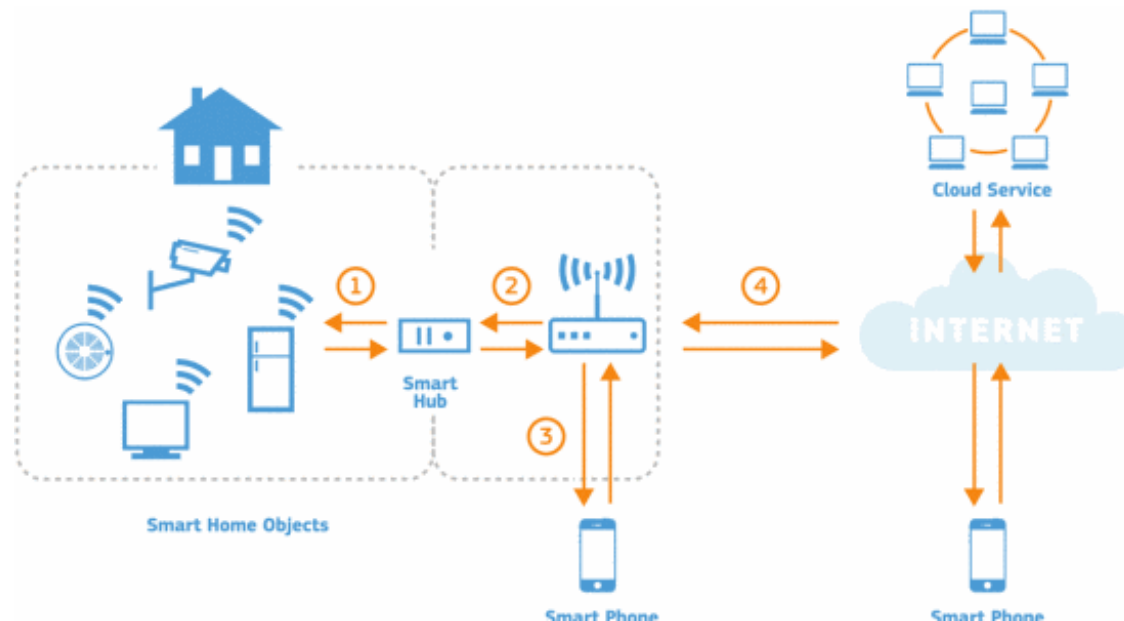 Cloud Service
1
2
4
INTERNET
Smart
Hub
3
Smart Home Objects
Smart Phone
Smart Phone